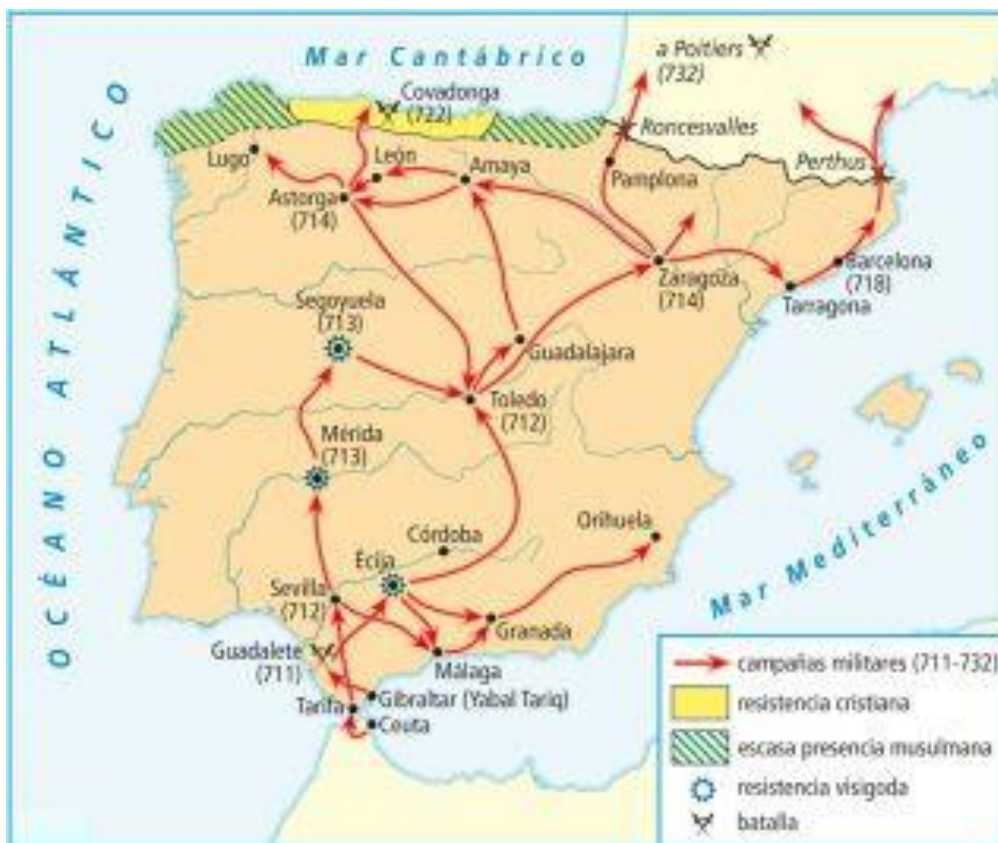 Mar Cantábrico
a Poitiers
(732)
Covadonga
(722)
Roncesvalles
Lugo
León
Amaya
Pamplona
Perthus
Astorga
(714)
Zaragoza
(714)
Barcelona
(718)
Tarragona
Segoyuela
(713)
Guadalajara
Toledo
(712)
OCÉANO ATLÁNTICO
Mérida
(713)
Mar Mediterráneo
Córdoba
Orihuela
Écija
Sevilla
(712)
Granada
Guadalete
(711)
Málaga
Tarifa
Gibraltar (Yabal Tariq)
Ceuta
campañas militares (711-732)
resistencia cristiana
escasa presencia musulmana
resistencia visigoda
batalla